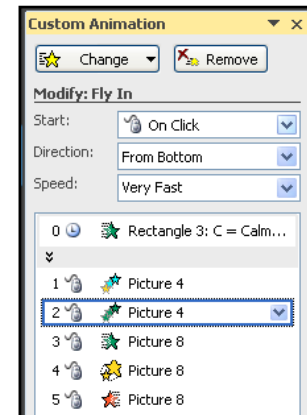 Custom Animation
Change Remove
Modify: Fly In
Start: On Click
Direction: From Bottom
Speed: Very Fast
0 Rectangle 3: C = Calm...
1 Picture 4
2 Picture 4
3 Picture 8
4 Picture 8
5 Picture 8